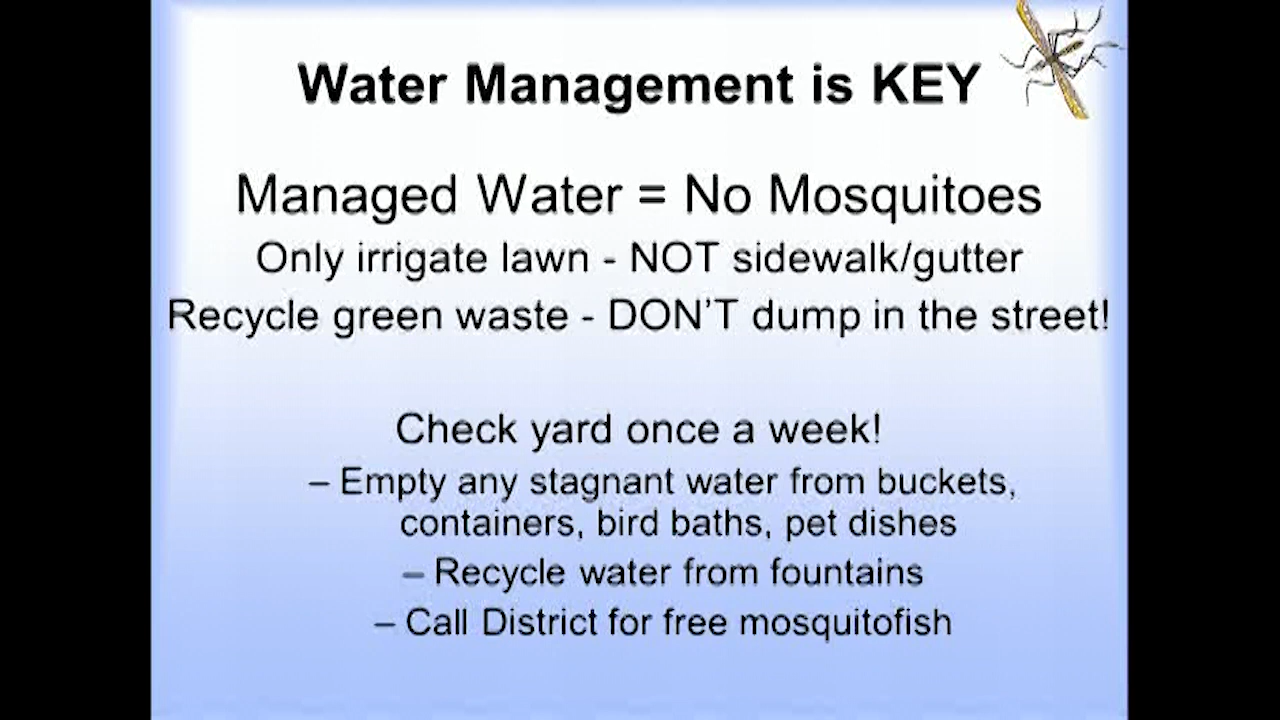 Water Management is KEY
Managed Water = No Mosquitoes
Only irrigate lawn - NOT sidewalk/gutter
Recycle green waste - DON'T dump in the street!
Check yard once a week!
– Empty any stagnant water from buckets,
containers, bird baths, pet dishes
– Recycle water from fountains
– Call District for free mosquitofish